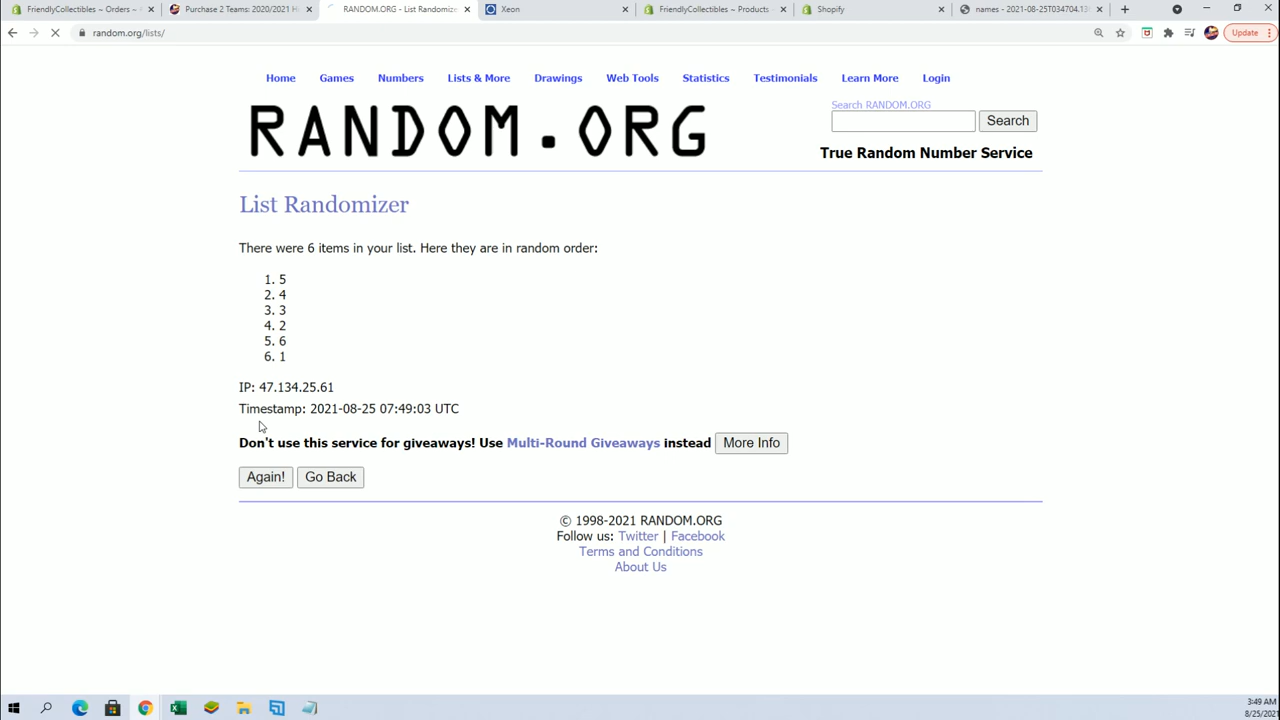 FriendlyCollectibles ~ Orders ~
Purchase 2 Teams: 2020/2021 H
RANDOM.ORG - List Randomize
Xeon
FriendlyCollectibles ~ Products ~
Shopify
names - 2021-08-25T034704.1
random.org/lists/
Update
Home
Games
Numbers
Lists & More
Drawings
Web Tools
Statistics
Testimonials
Learn More
Login
RANDOM.ORG
Search RANDOM.ORG
Search
True Random Number Service
List Randomizer
There were 6 items in your list. Here they are in random order:
1. 5
2. 4
3. 3
4. 2
5. 6
6. 1
IP: 47.134.25.61
Timestamp: 2021-08-25 07:49:03 UTC
Don't use this service for giveaways! Use Multi-Round Giveaways instead
More Info
Again!
Go Back
© 1998-2021 RANDOM.ORG
Follow us: Twitter | Facebook
Terms and Conditions
About Us
3:49 AM
8/25/2021